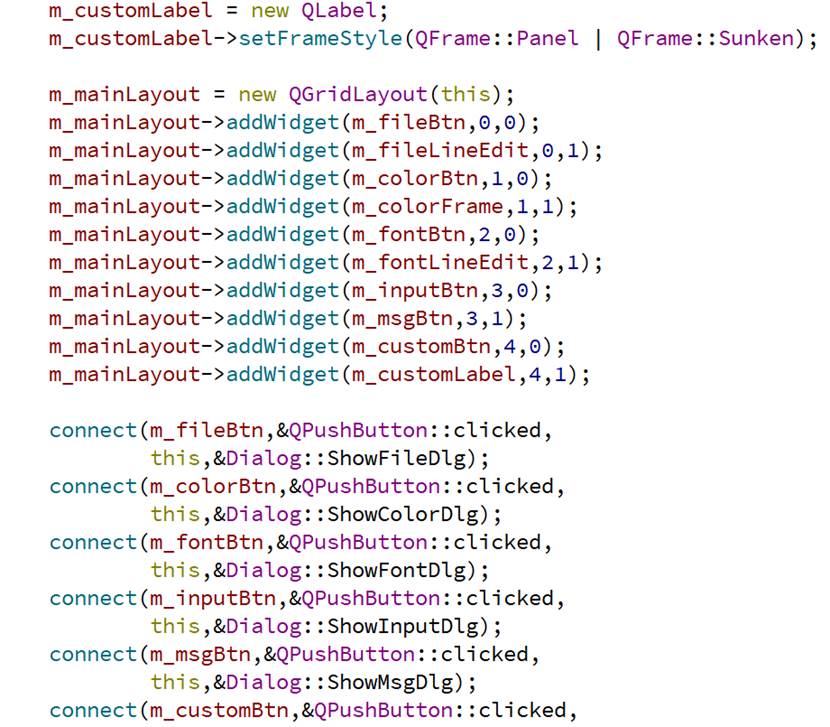 m_customLabel = new QLabel;
m_customLabel->setFrameStyle(QFrame::Panel | QFrame::Sunken);
m_mainLayout = new QGridLayout(this);
m_mainLayout->addWidget(m_fileBtn,0,0);
m_mainLayout->addWidget(m_fileLineEdit,0,1);
m_mainLayout->addWidget(m_colorBtn,1,0);
m_mainLayout->addWidget(m_colorFrame,1,1);
m_mainLayout->addWidget(m_fontBtn,2,0);
m_mainLayout->addWidget(m_fontLineEdit,2,1);
m_mainLayout->addWidget(m_inputBtn,3,0);
m_mainLayout->addWidget(m_msgBtn,3,1);
m_mainLayout->addWidget(m_customBtn,4,0);
m_mainLayout->addWidget(m_customLabel,4,1);
connect(m_fileBtn,&QPushButton::clicked,
this,&Dialog::ShowFileDlg);
connect(m_colorBtn,&QPushButton::clicked,
this,&Dialog::ShowColorDlg);
connect(m_fontBtn,&QPushButton::clicked,
this,&Dialog::ShowFontDlg);
connect(m_inputBtn,&QPushButton::clicked,
this,&Dialog::ShowInputDlg);
connect(m_msgBtn,&QPushButton::clicked,
this,&Dialog::ShowMsgDlg);
connect(m_customBtn,&QPushButton::clicked,